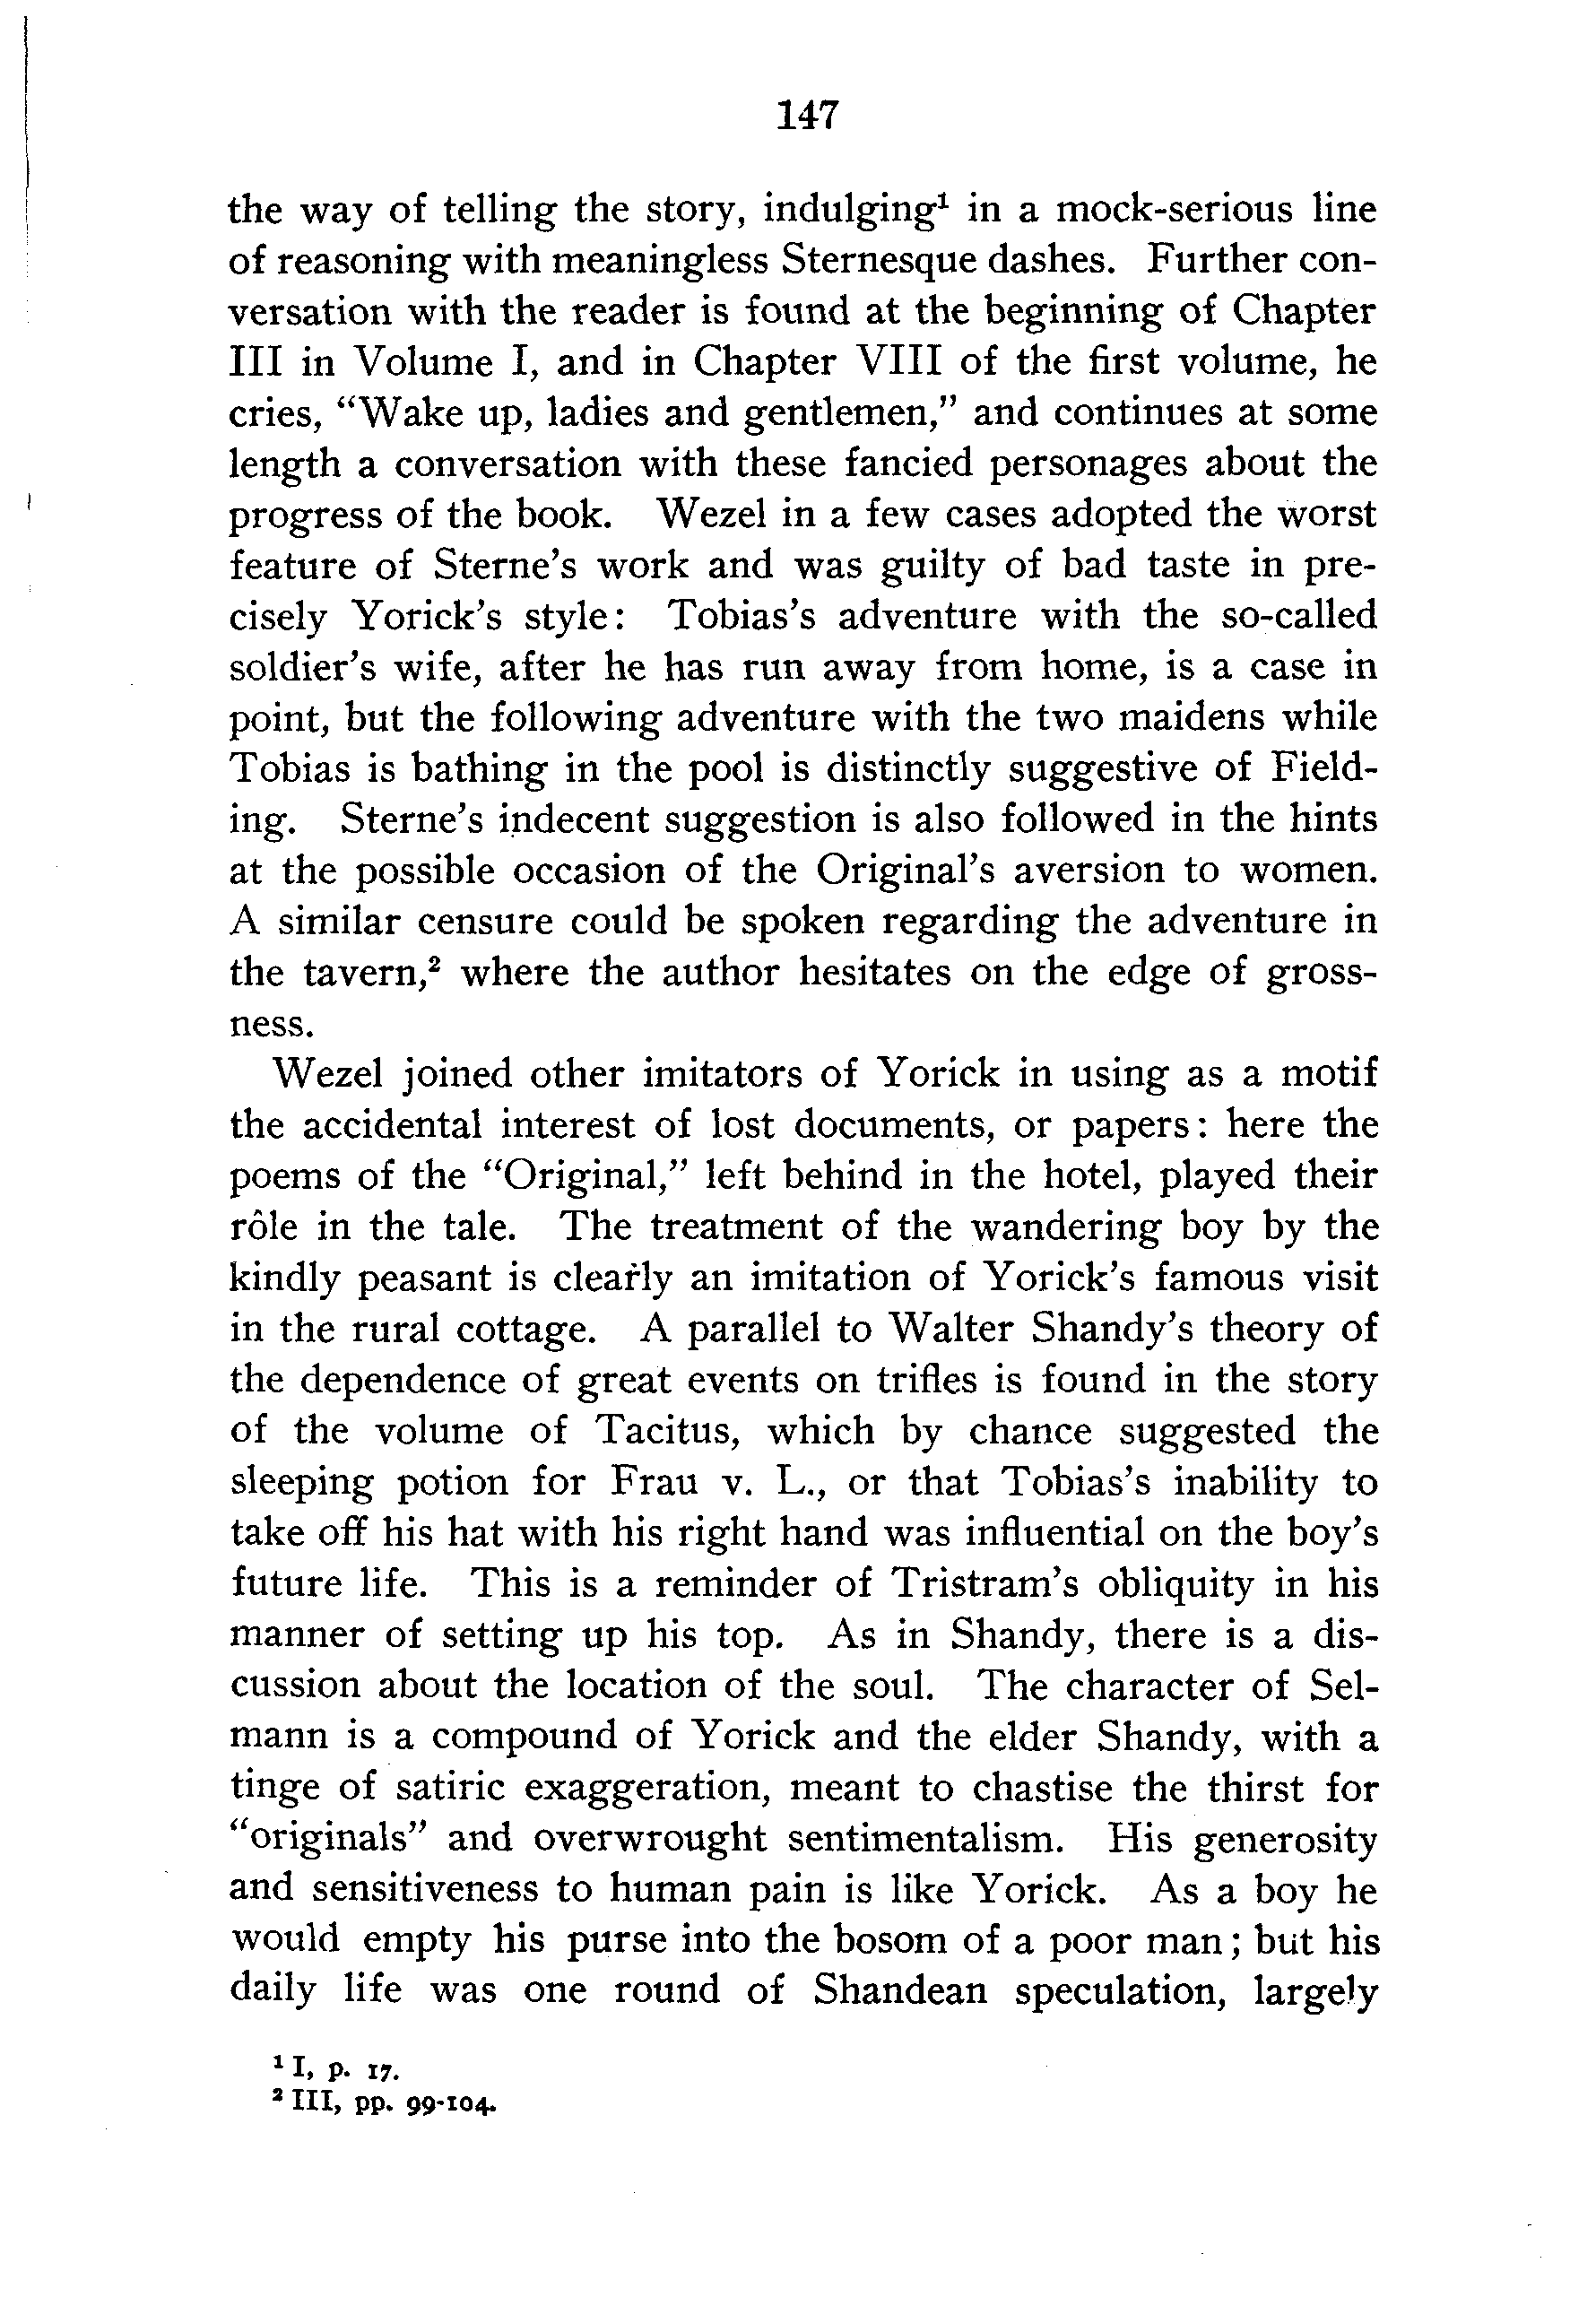 147
the way of telling the story, indulging¹ in a mock-serious line
of reasoning with meaningless Sternesque dashes. Further con-
versation with the reader is found at the beginning of Chapter
III in Volume I, and in Chapter VIII of the first volume, he
cries, “Wake up, ladies and gentlemen,” and continues at some
length a conversation with these fancied personages about the
progress of the book. Wezel in a few cases adopted the worst
feature of Sterne’s work and was guilty of bad taste in pre-
cisely Yorick’s style: Tobias’s adventure with the so-called
soldier’s wife, after he has run away from home, is a case in
point, but the following adventure with the two maidens while
Tobias is bathing in the pool is distinctly suggestive of Field-
ing. Sterne’s indecent suggestion is also followed in the hints
at the possible occasion of the Original’s aversion to women.
A similar censure could be spoken regarding the adventure in
the tavern,² where the author hesitates on the edge of gross-
ness.
Wezel joined other imitators of Yorick in using as a motif
the accidental interest of lost documents, or papers: here the
poems of the “Original,” left behind in the hotel, played their
rôle in the tale. The treatment of the wandering boy by the
kindly peasant is clearly an imitation of Yorick’s famous visit
in the rural cottage. A parallel to Walter Shandy’s theory of
the dependence of great events on trifles is found in the story
of the volume of Tacitus, which by chance suggested the
sleeping potion for Frau v. L., or that Tobias’s inability to
take off his hat with his right hand was influential on the boy’s
future life. This is a reminder of Tristram’s obliquity in his
manner of setting up his top. As in Shandy, there is a dis-
cussion about the location of the soul. The character of Sel-
mann is a compound of Yorick and the elder Shandy, with a
tinge of satiric exaggeration, meant to chastise the thirst for
“originals” and overwrought sentimentalism. His generosity
and sensitiveness to human pain is like Yorick. As a boy he
would empty his purse into the bosom of a poor man; but his
daily life was one round of Shandean speculation, largely
¹ I, p. 17.
² III, pp. 99-104.